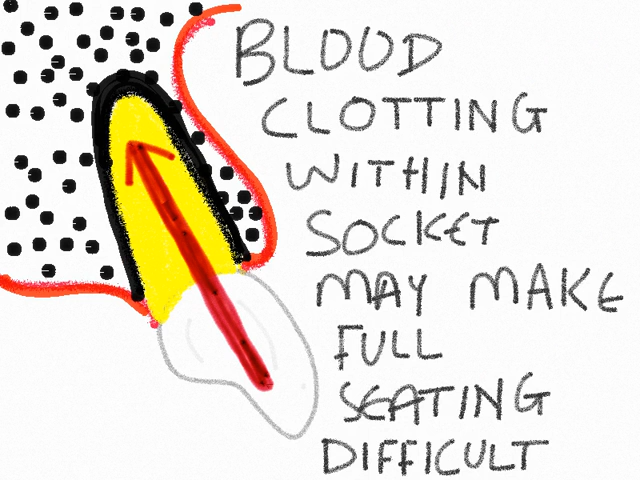 BLOOD
CLOTTING
WITHIN
SOCKET
MAY MAKE
FULL
SEATING
DIFFICULT